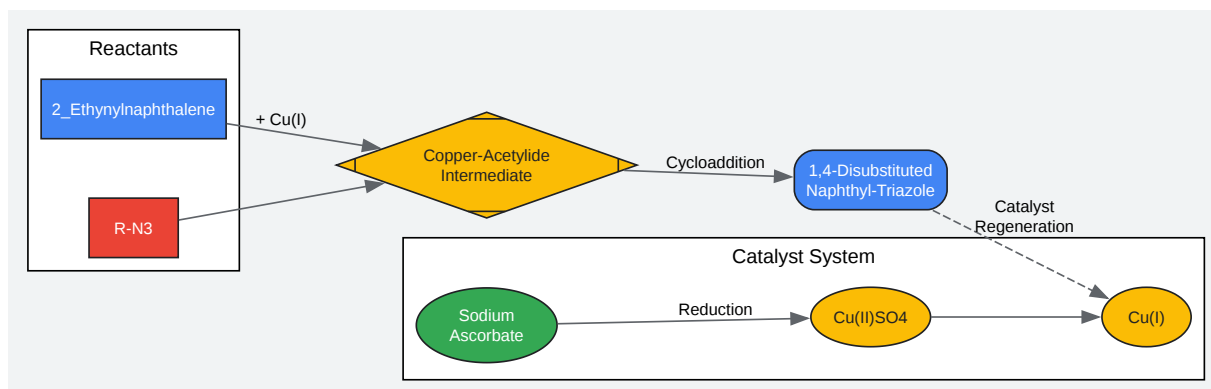 Reactants
2_Ethynylnaphthalene
+ Cu(I)
R-N3
Copper-Acetylide
Intermediate
Cycloaddition
1,4-Disubstituted
Naphthyl-Triazole
Catalyst
Regeneration
Catalyst System
Sodium
Ascorbate
Reduction
Cu(II)SO4
Cu(I)